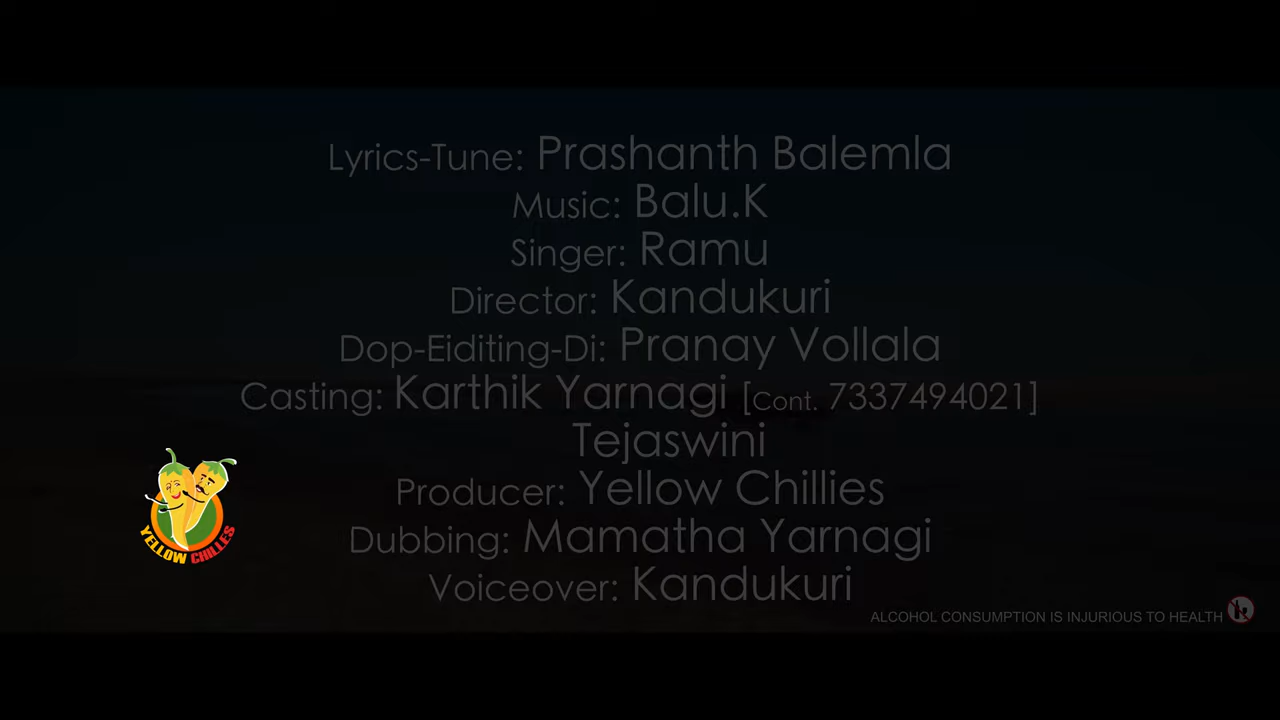 Lyrics-Tune: Prashanth Balemla
Music: Balu.K
Singer: Ramu
Director: Kandukuri
Dop-Eiditing-Di: Pranay Vollala
Casting: Karthik Yarnagi [Cont. 7337494021]
Tejaswini
Producer: Yellow Chillies
Dubbing: Mamatha Yarnagi
Voiceover: Kandukuri
YELLOW CHILLES
ALCOHOL CONSUMPTION IS INJURIOUS TO HEALTH